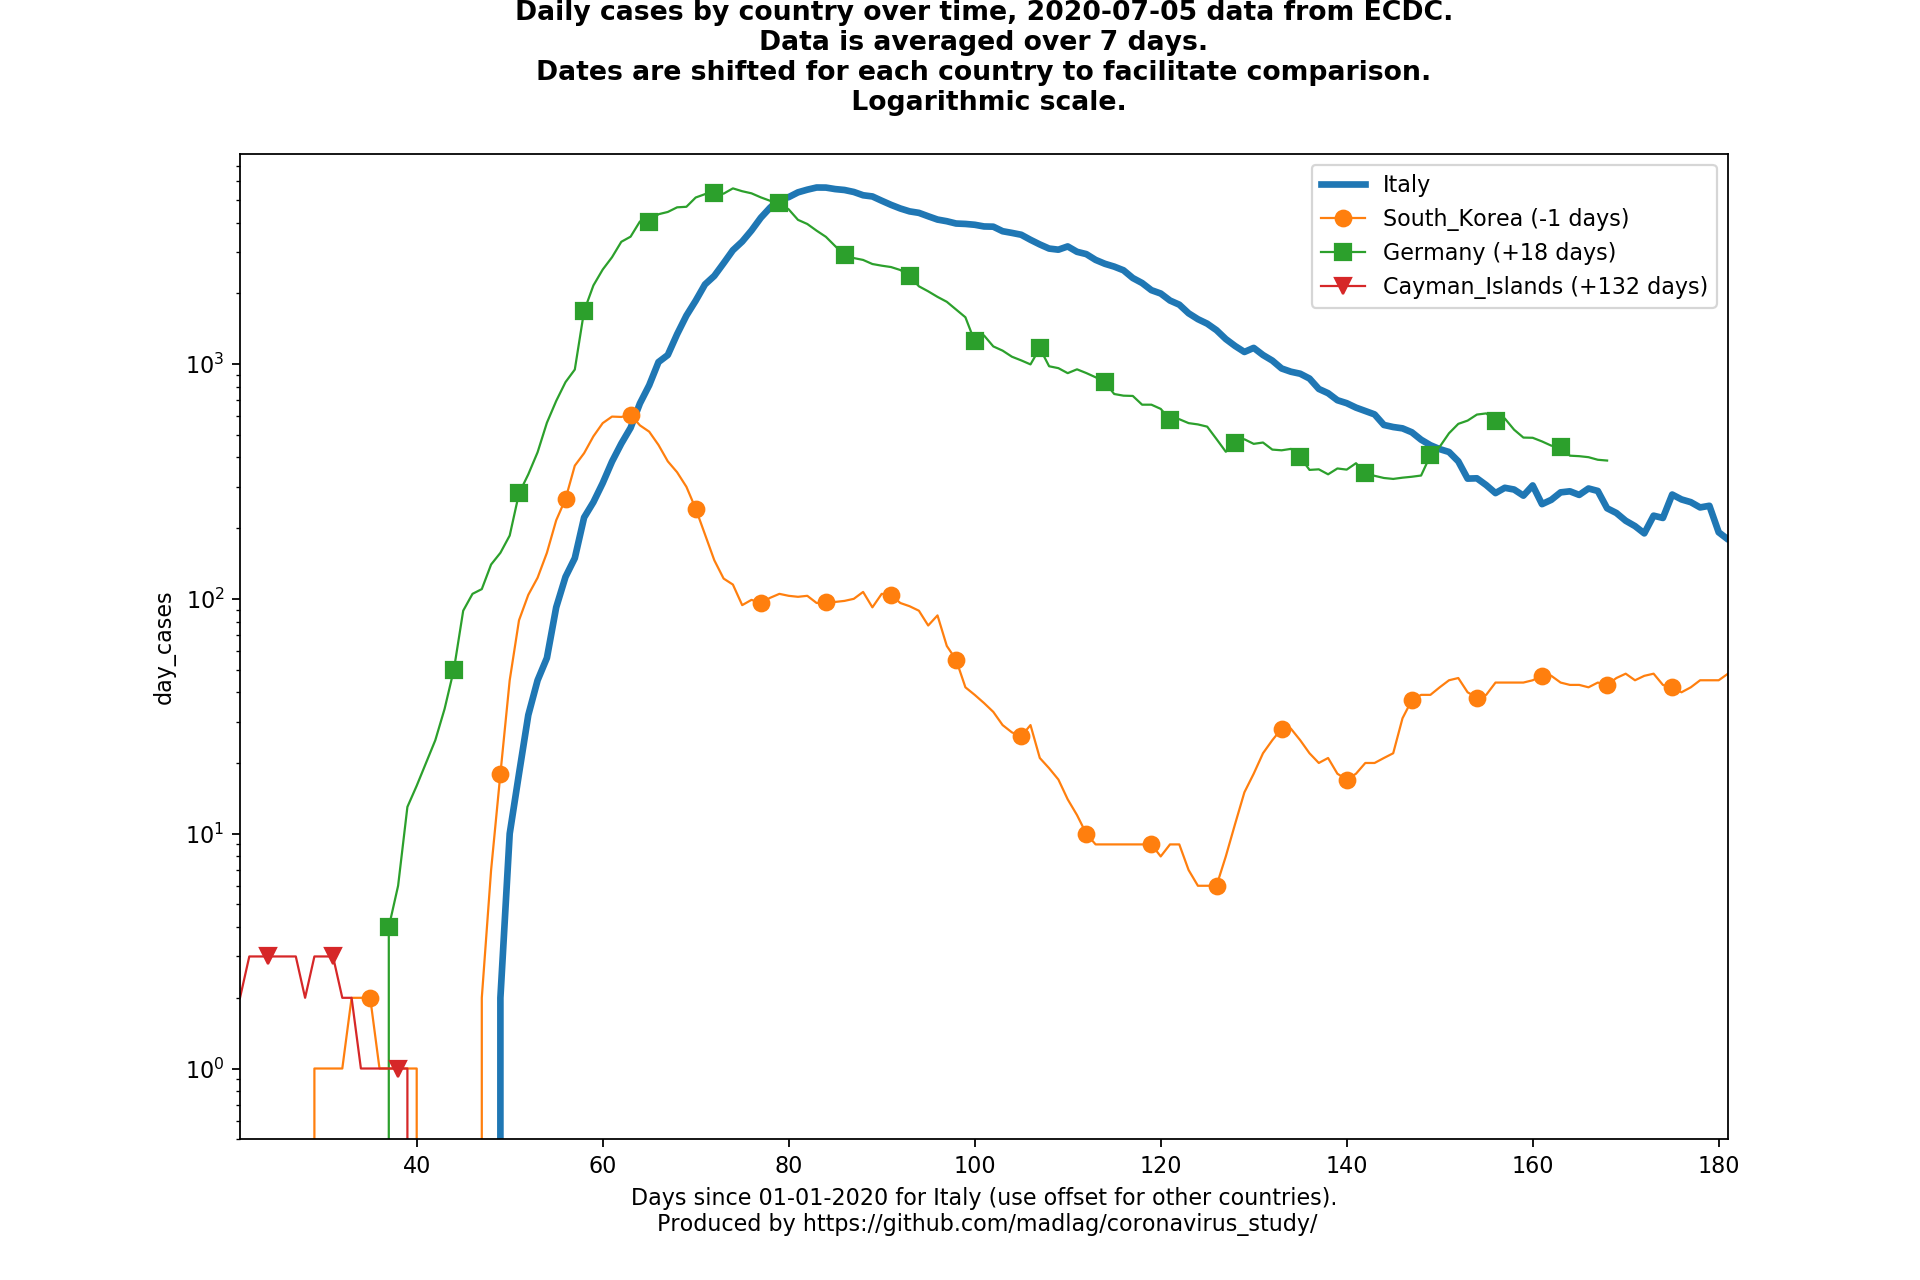 Daily cases by country over time, 2020-07-05 data from ECDC.
Data is averaged over 7 days.
Dates are shifted for each country to facilitate comparison.
Logarithmic scale.
Italy
South_Korea (-1 days)
Germany (+18 days)
Cayman_Islands (+132 days)
day_cases
10³
10²
10¹
10⁰
40 60 80 100 120 140 160 180
Days since 01-01-2020 for Italy (use offset for other countries).
Produced by https://github.com/madlag/coronavirus_study/